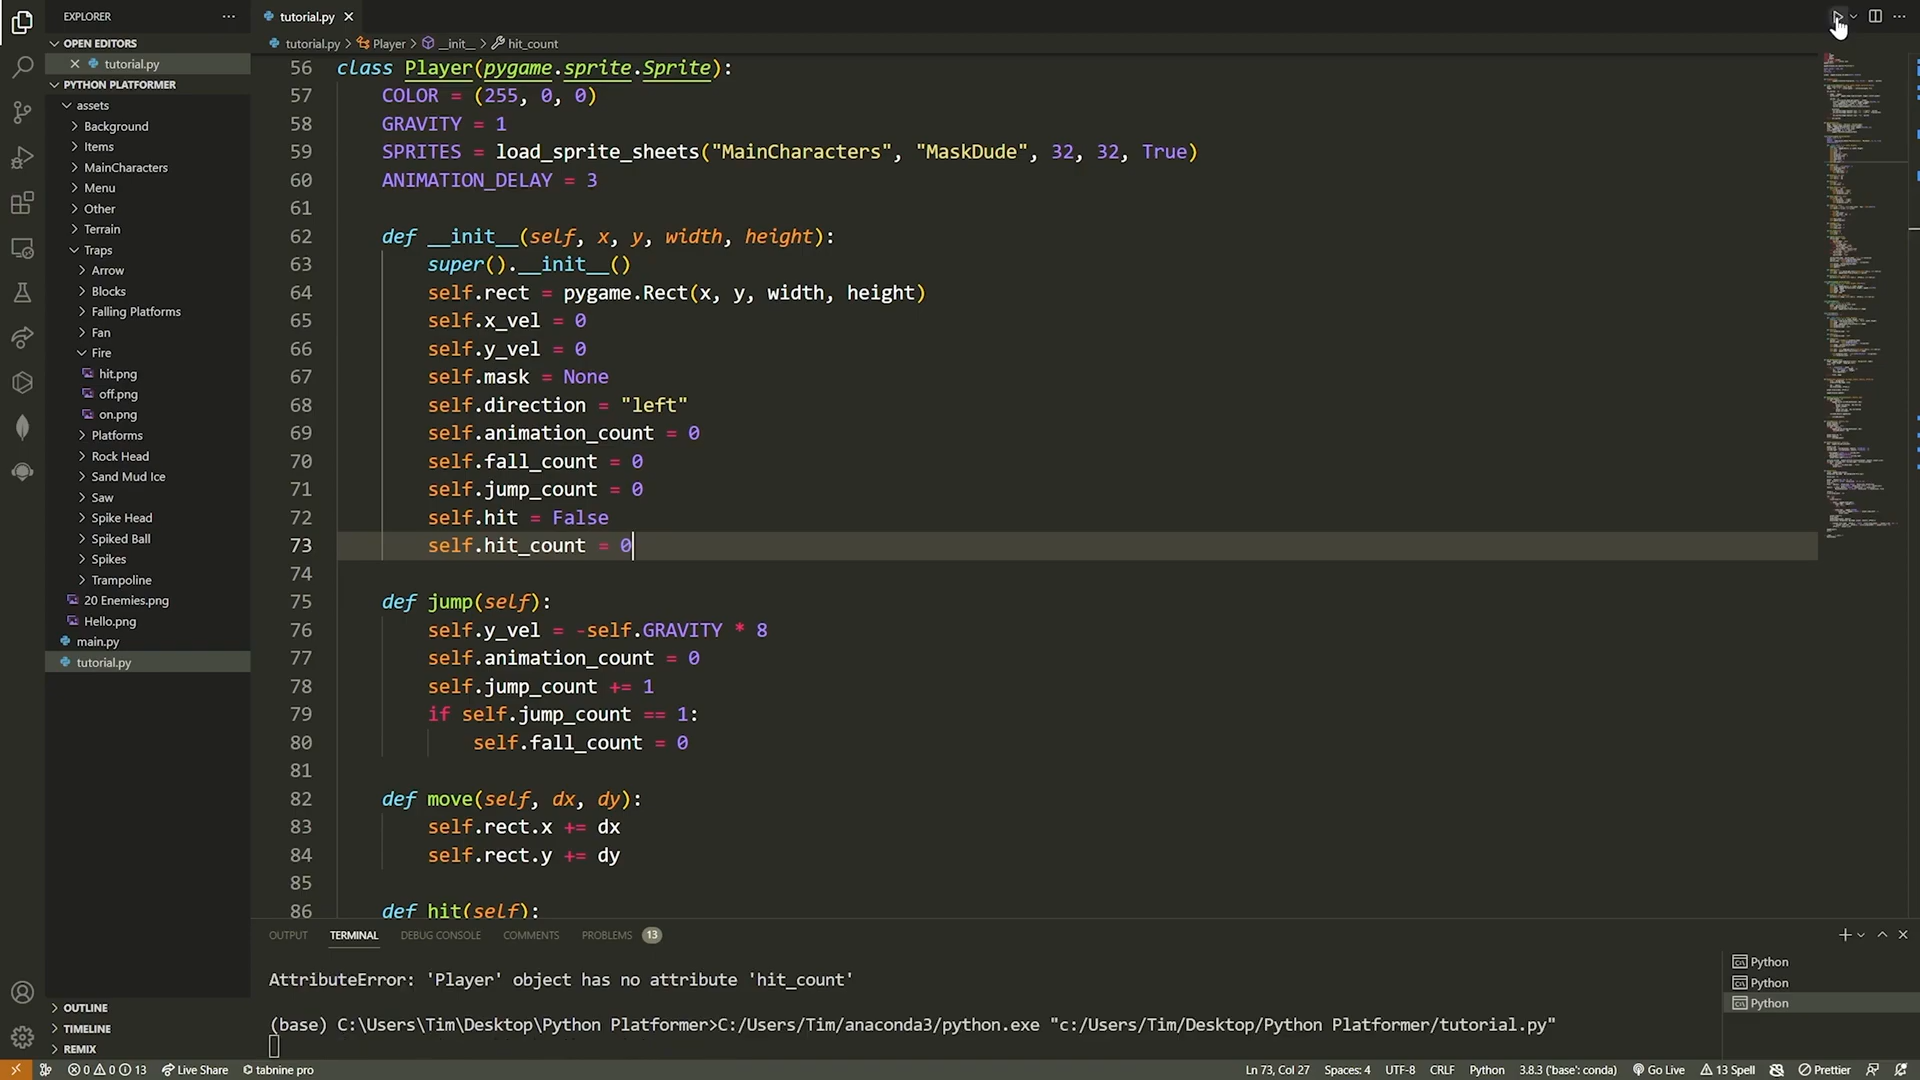 EXPLORER
OPEN EDITORS
tutorial.py
PYTHON PLATFORMER
assets
Background
Items
MainCharacters
Menu
Other
Terrain
Traps
Arrow
Blocks
Falling Platforms
Fan
Fire
hit.png
off.png
on.png
Platforms
Rock Head
Sand Mud Ice
Saw
Spike Head
Spiked Ball
Spikes
Trampoline
20 Enemies.png
Hello.png
main.py
tutorial.py
OUTLINE
TIMELINE
REMIX
tutorial.py
tutorial.py > Player > __init__ > hit_count
56 class Player(pygame.sprite.Sprite):
57 COLOR = (255, 0, 0)
58 GRAVITY = 1
59 SPRITES = load_sprite_sheets("MainCharacters", "MaskDude", 32, 32, True)
60 ANIMATION_DELAY = 3
61
62 def __init__(self, x, y, width, height):
63 super().__init__()
64 self.rect = pygame.Rect(x, y, width, height)
65 self.x_vel = 0
66 self.y_vel = 0
67 self.mask = None
68 self.direction = "left"
69 self.animation_count = 0
70 self.fall_count = 0
71 self.jump_count = 0
72 self.hit = False
73 self.hit_count = 0
74
75 def jump(self):
76 self.y_vel = -self.GRAVITY * 8
77 self.animation_count = 0
78 self.jump_count += 1
79 if self.jump_count == 1:
80 self.fall_count = 0
81
82 def move(self, dx, dy):
83 self.rect.x += dx
84 self.rect.y += dy
85
86 def hit(self):
OUTPUT TERMINAL DEBUG CONSOLE COMMENTS PROBLEMS 13
AttributeError: 'Player' object has no attribute 'hit_count'
(base) C:\Users\Tim\Desktop\Python Platformer>C:/Users/Tim/anaconda3/python.exe "c:/Users/Tim/Desktop/Python Platformer/tutorial.py"
Python
Python
Python
0 0 13 Live Share tabnine pro Ln 73, Col 27 Spaces: 4 UTF-8 CRLF Python 3.8.3 ('base': conda) Go Live 13 Spell Prettier